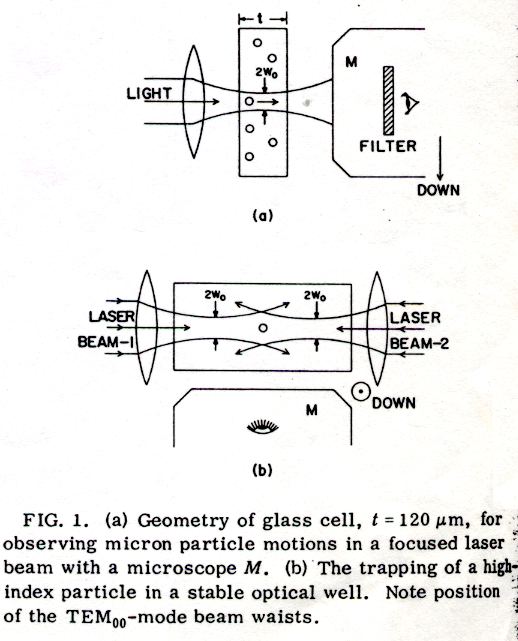 t
M
2W₀
LIGHT
FILTER
DOWN
(a)
2W₀ 2W₀
LASER LASER
BEAM-1 BEAM-2
M DOWN
(b)
FIG. 1. (a) Geometry of glass cell, t = 120 μm, for
observing micron particle motions in a focused laser
beam with a microscope M. (b) The trapping of a high-
index particle in a stable optical well. Note position
of the TEM₀₀-mode beam waists.